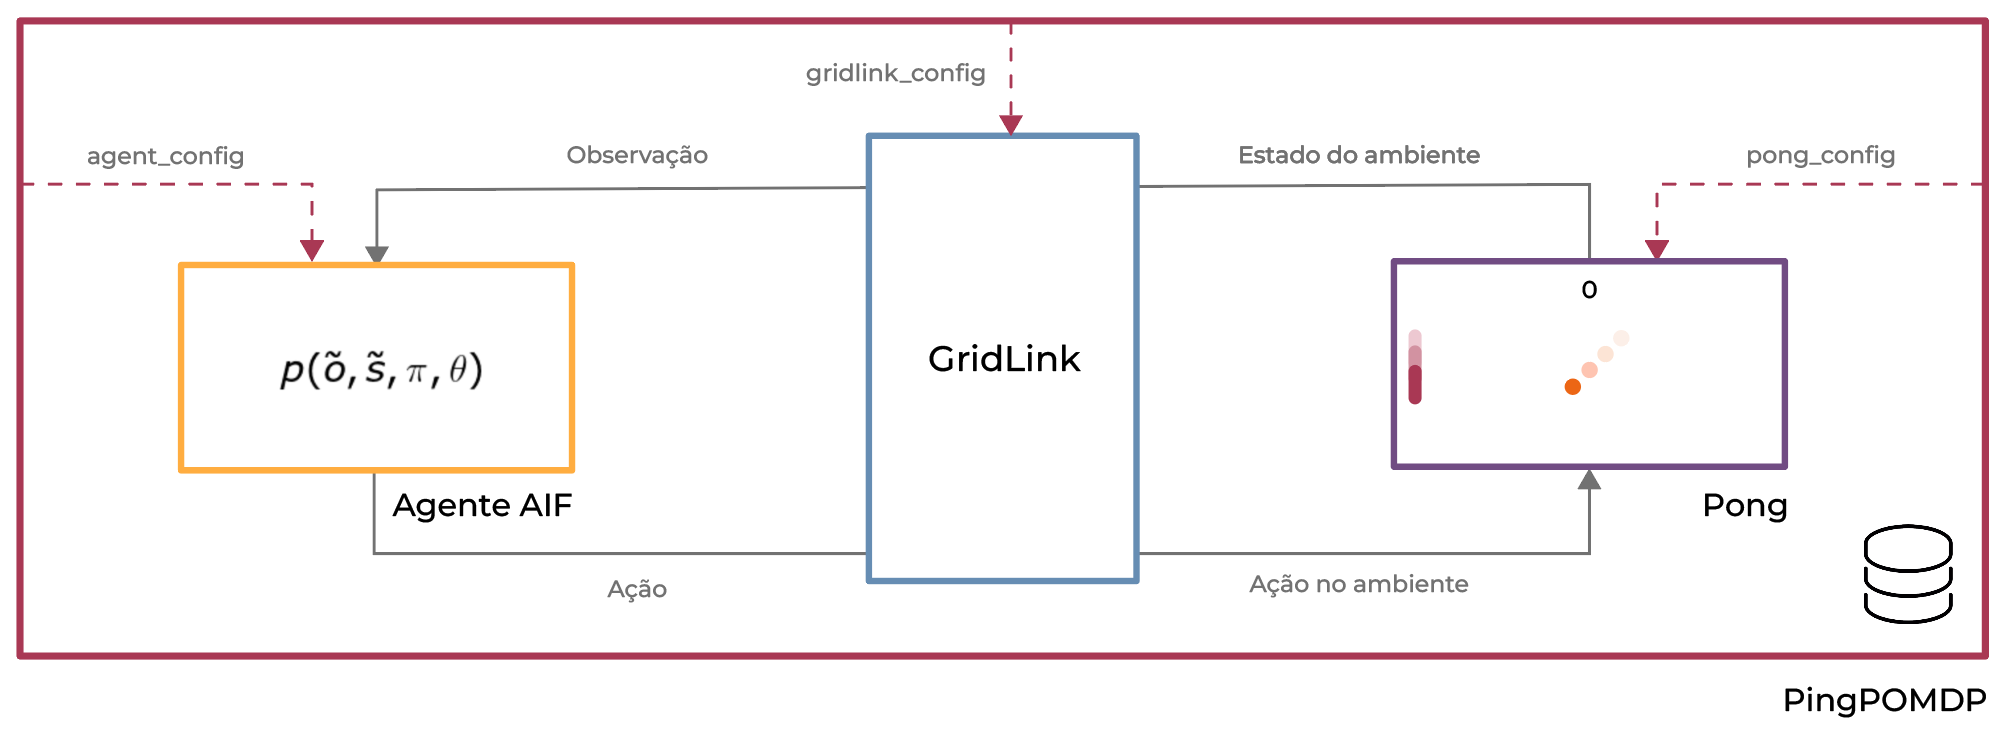 gridlink_config
agent_config
Observação
Estado do ambiente
pong_config
0
GridLink
p(õ, s̃, π, θ)
Agente AIF
Pong
Ação
Ação no ambiente
PingPOMDP